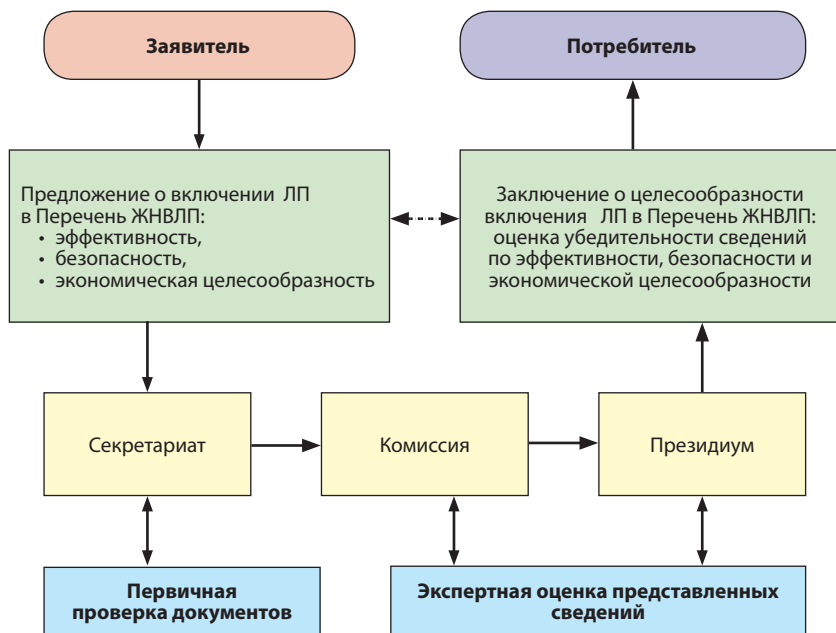 Заявитель
Потребитель
Предложение о включении ЛП
в Перечень ЖНВЛП:
• эффективность,
• безопасность,
• экономическая целесообразность
Заключение о целесообразности
включения ЛП в Перечень ЖНВЛП:
оценка убедительности сведений
по эффективности, безопасности и
экономической целесообразности
Секретариат
Комиссия
Президиум
Первичная
проверка документов
Экспертная оценка представленных
сведений